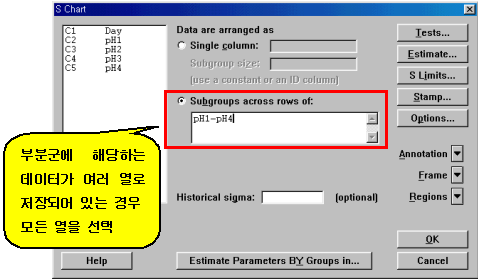 S Chart
C1 Day
C2 pH1
C3 pH2
C4 pH3
C5 pH4
Data are arranged as
Single column:
Subgroup size:
(use a constant or an ID column)
Subgroups across rows of:
pH1-pH4
Historical sigma:
(optional)
Tests...
Estimate...
S Limits...
Stamp...
Options...
Annotation
Frame
Regions
부분군에 해당하는
데이터가 여러 열로
저장되어 있는 경우
모든 열을 선택
Help
Estimate Parameters BY Groups in...
OK
Cancel